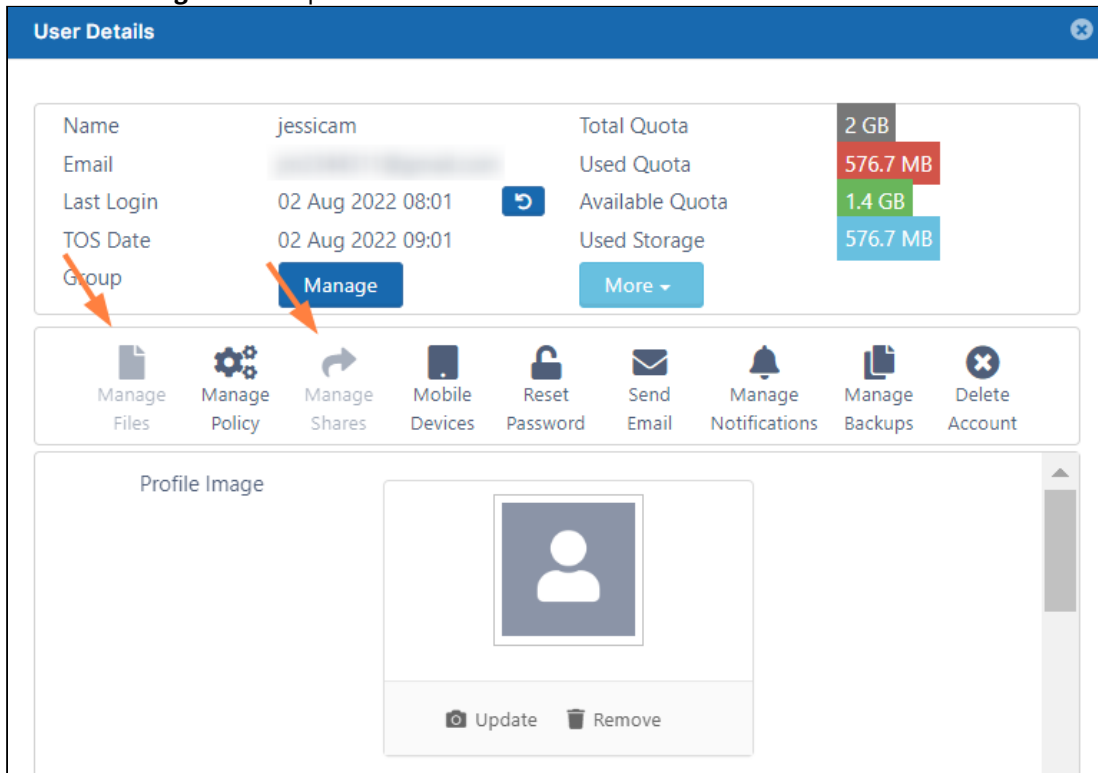 User Details
Name jessicam Total Quota 2 GB
Email Used Quota 576.7 MB
Last Login 02 Aug 2022 08:01 Available Quota 1.4 GB
TOS Date 02 Aug 2022 09:01 Used Storage 576.7 MB
Group Manage More
Manage Manage Manage Mobile Reset Send Manage Manage Delete
Files Policy Shares Devices Password Email Notifications Backups Account
Profile Image
Update Remove